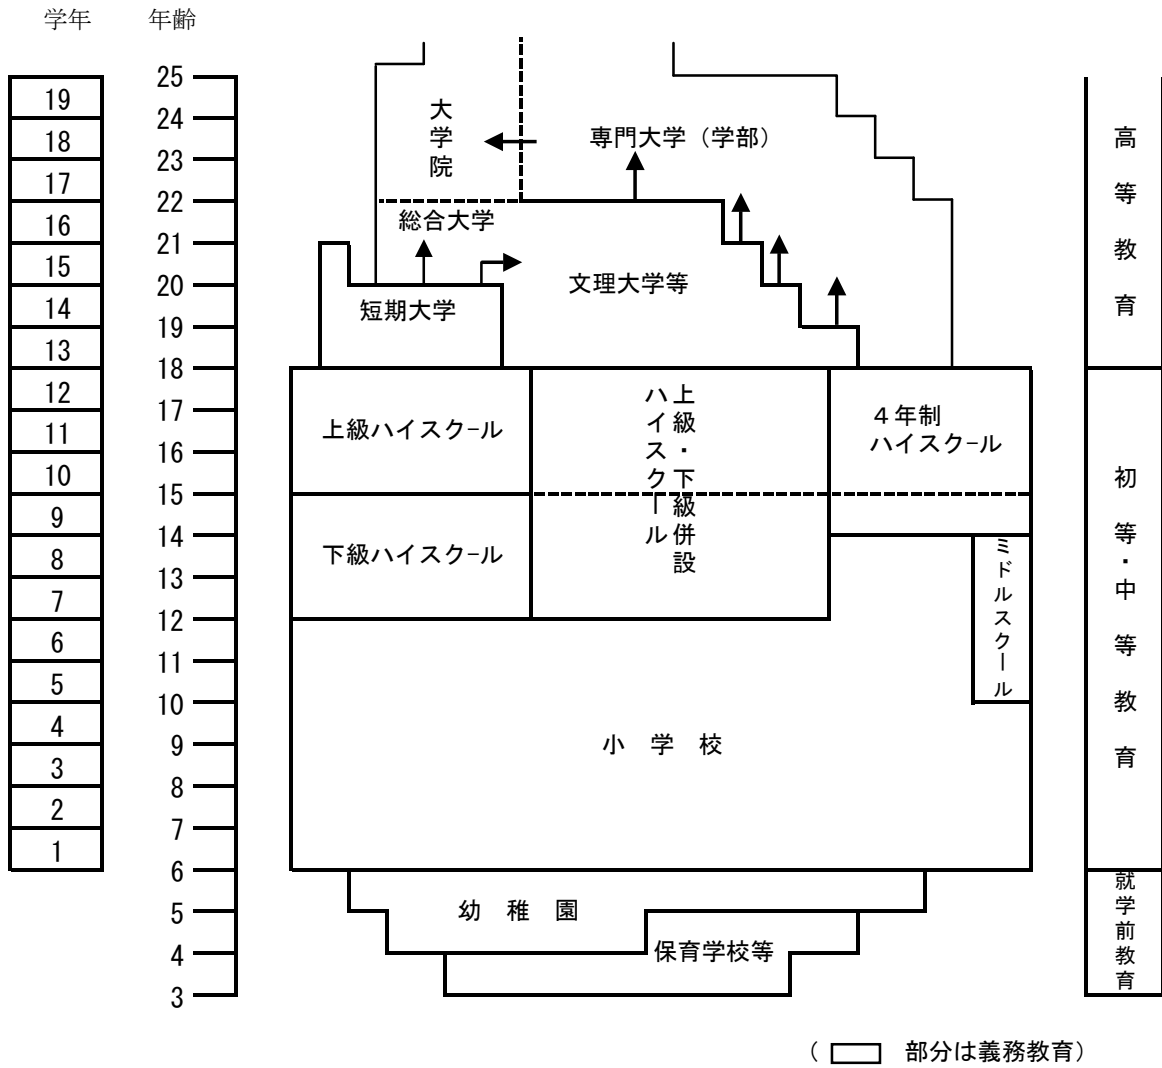 学年
年齢
19
18
17
16
15
14
13
12
11
10
9
8
7
6
5
4
3
2
1
25
24
23
22
21
20
19
18
17
16
15
14
13
12
11
10
9
8
7
6
5
4
3
大学院
専門大学（学部）
総合大学
文理大学等
短期大学
上級ハイスクール
上級・下級併設
ハイスクール
４年制
ハイスクール
下級ハイスクール
ミドルスクール
小学校
幼稚園
保育学校等
高等教育
初等・中等教育
就学前教育
（ 部分は義務教育）